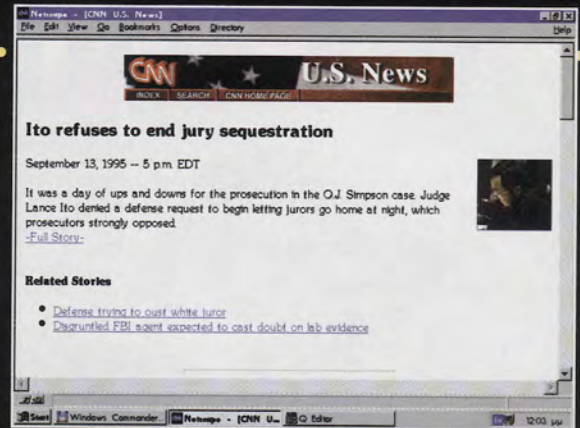 Netscape - [CNN U.S. News]
File Edit View Go Bookmarks Options Directory Help
CNN U.S. News
INDEX SEARCH CNN HOME PAGE
Ito refuses to end jury sequestration
September 13, 1995 -- 5 p.m. EDT
It was a day of ups and downs for the prosecution in the O.J. Simpson case. Judge
Lance Ito denied a defense request to begin letting jurors go home at night, which
prosecutors strongly opposed.
-Full Story-
Related Stories
Defense trying to oust white juror
Disgruntled FBI agent expected to cast doubt on lab evidence
Start Windows Commander... Netscape - [CNN U... Q Editor 12:03 μμ